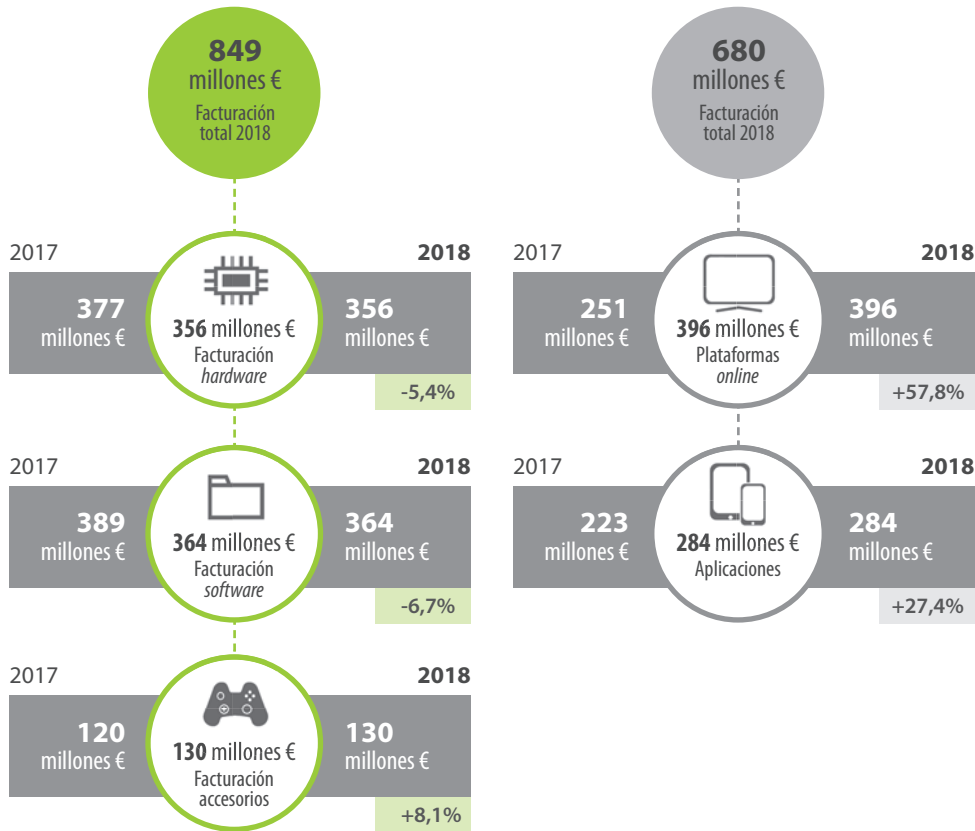 849
millones €
Facturación
total 2018
2017
2018
377
millones €
356 millones €
Facturación
hardware
356
millones €
-5,4%
2017
2018
389
millones €
364 millones €
Facturación
software
364
millones €
-6,7%
2017
2018
120
millones €
130 millones €
Facturación
accesorios
130
millones €
+8,1%
680
millones €
Facturación
total 2018
2017
2018
251
millones €
396 millones €
Plataformas
online
396
millones €
+57,8%
2017
2018
223
millones €
284 millones €
Aplicaciones
284
millones €
+27,4%